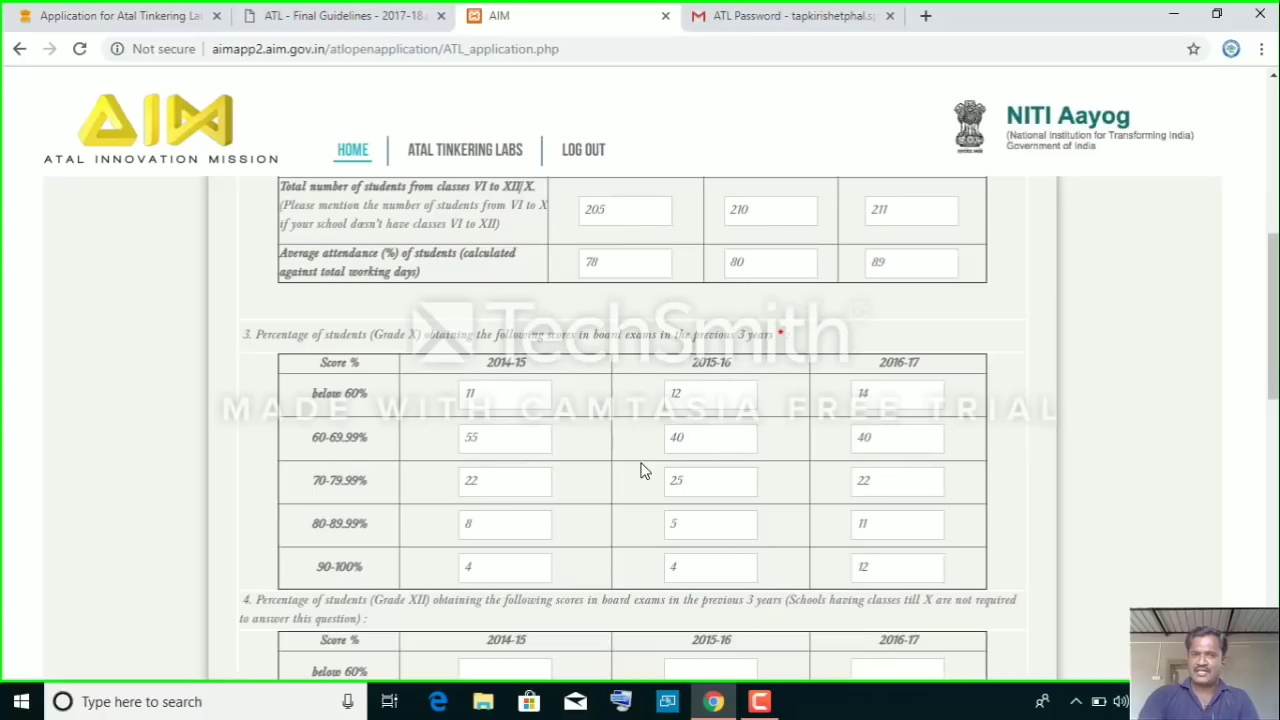 Application for Atal Tinkering La
ATL - Final Guidelines - 2017-18.
AIM
ATL Password - tapkirishetphal.s
Not secure
aimapp2.aim.gov.in/atlopenapplication/ATL_application.php
AIM
ATAL INNOVATION MISSION
HOME
ATAL TINKERING LABS
LOG OUT
NITI Aayog
(National Institution for Transforming India)
Government of India
Total number of students from classes VI to XII/X.
(Please mention the number of students from VI to X
if your school doesn't have classes VI to XII)
205 210 211
Average attendance (%) of students (calculated
against total working days)
78 80 89
TechSmith
3. Percentage of students (Grade X) obtaining the following scores in board exams in the previous 3 years * :
Score % 2014-15 2015-16 2016-17
below 60% 11 12 14
MADE WITH CAMTASIA FREE TRIAL
60-69.99% 55 40 40
70-79.99% 22 25 22
80-89.99% 8 5 11
90-100% 4 4 12
4. Percentage of students (Grade XII) obtaining the following scores in board exams in the previous 3 years (Schools having classes till X are not required
to answer this question) :
Score % 2014-15 2015-16 2016-17
below 60%
Type here to search